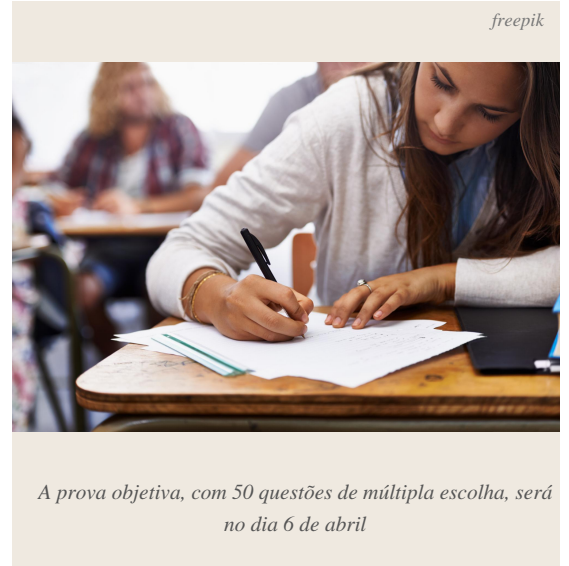 freepik
A prova objetiva, com 50 questões de múltipla escolha, será
no dia 6 de abril